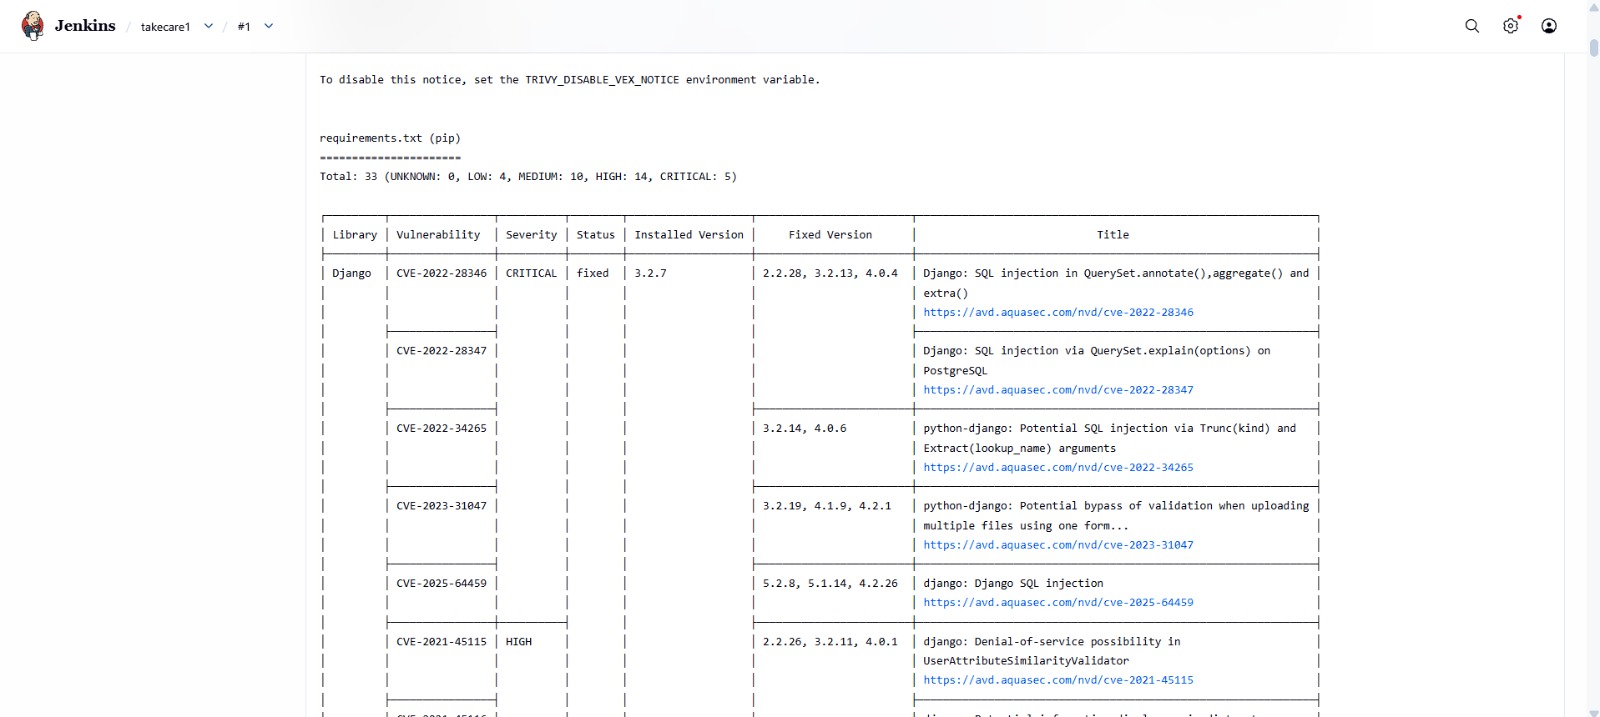 Jenkins / takecare1 / #1
To disable this notice, set the TRIVY_DISABLE_VEX_NOTICE environment variable.
requirements.txt (pip)
======================
Total: 33 (UNKNOWN: 0, LOW: 4, MEDIUM: 10, HIGH: 14, CRITICAL: 5)
Library Vulnerability Severity Status Installed Version Fixed Version Title
Django CVE-2022-28346 CRITICAL fixed 3.2.7 2.2.28, 3.2.13, 4.0.4 Django: SQL injection in QuerySet.annotate(),aggregate() and
extra()
https://avd.aquasec.com/nvd/cve-2022-28346
CVE-2022-28347 Django: SQL injection via QuerySet.explain(options) on
PostgreSQL
https://avd.aquasec.com/nvd/cve-2022-28347
CVE-2022-34265 3.2.14, 4.0.6 python-django: Potential SQL injection via Trunc(kind) and
Extract(lookup_name) arguments
https://avd.aquasec.com/nvd/cve-2022-34265
CVE-2023-31047 3.2.19, 4.1.9, 4.2.1 python-django: Potential bypass of validation when uploading
multiple files using one form...
https://avd.aquasec.com/nvd/cve-2023-31047
CVE-2025-64459 5.2.8, 5.1.14, 4.2.26 django: Django SQL injection
https://avd.aquasec.com/nvd/cve-2025-64459
CVE-2021-45115 HIGH 2.2.26, 3.2.11, 4.0.1 django: Denial-of-service possibility in
UserAttributeSimilarityValidator
https://avd.aquasec.com/nvd/cve-2021-45115